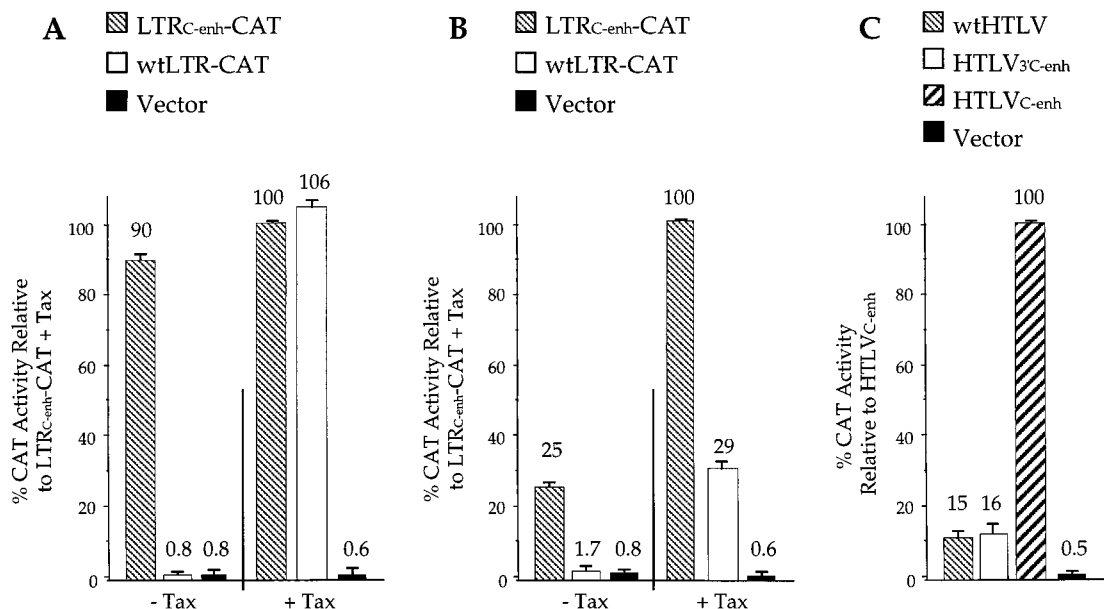 A
LTRC-enh-CAT
wtLTR-CAT
Vector
% CAT Activity Relative
to LTRC-enh-CAT + Tax
100
80
60
40
20
0
90
0.8
0.8
100
106
0.6
- Tax
+ Tax
B
LTRC-enh-CAT
wtLTR-CAT
Vector
% CAT Activity Relative
to LTRC-enh-CAT + Tax
100
80
60
40
20
0
25
1.7
0.8
100
29
0.6
- Tax
+ Tax
C
wtHTLV
HTLV3'C-enh
HTLVC-enh
Vector
% CAT Activity
Relative to HTLVC-enh
100
80
60
40
20
0
15
16
100
0.5